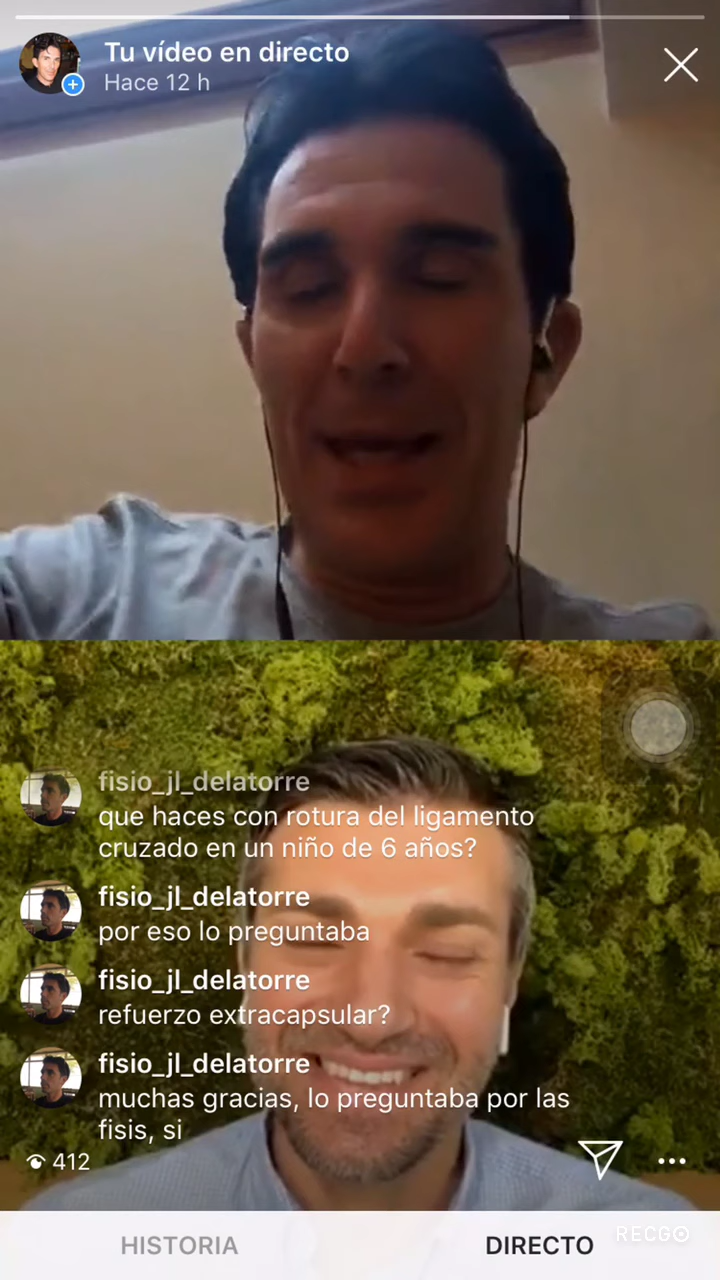 Tu vídeo en directo
Hace 12 h
fisio_jl_delatorre
que haces con rotura del ligamento
cruzado en un niño de 6 años?
fisio_jl_delatorre
por eso lo preguntaba
fisio_jl_delatorre
refuerzo extracapsular?
fisio_jl_delatorre
muchas gracias, lo preguntaba por las
fisis, si
412
HISTORIA
DIRECTO
RECGO